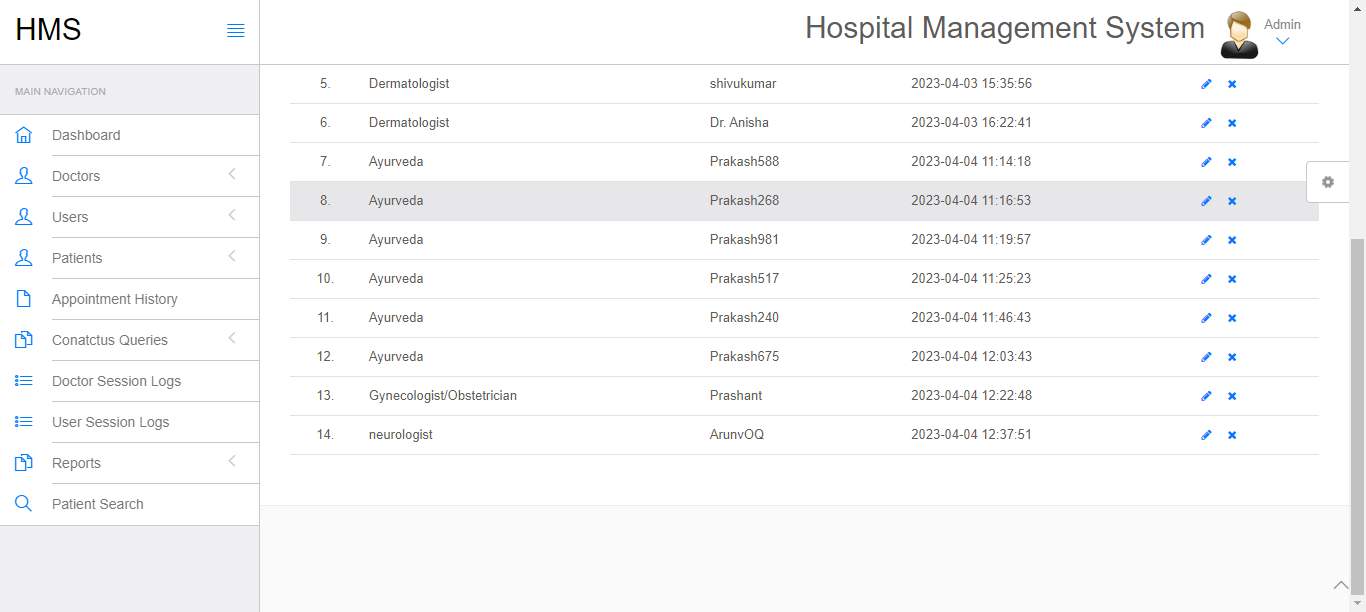 HMS
Hospital Management System
Admin
MAIN NAVIGATION
Dashboard
Doctors
Users
Patients
Appointment History
Conatctus Queries
Doctor Session Logs
User Session Logs
Reports
Patient Search
5. Dermatologist shivukumar 2023-04-03 15:35:56
6. Dermatologist Dr. Anisha 2023-04-03 16:22:41
7. Ayurveda Prakash588 2023-04-04 11:14:18
8. Ayurveda Prakash268 2023-04-04 11:16:53
9. Ayurveda Prakash981 2023-04-04 11:19:57
10. Ayurveda Prakash517 2023-04-04 11:25:23
11. Ayurveda Prakash240 2023-04-04 11:46:43
12. Ayurveda Prakash675 2023-04-04 12:03:43
13. Gynecologist/Obstetrician Prashant 2023-04-04 12:22:48
14. neurologist ArunvOQ 2023-04-04 12:37:51